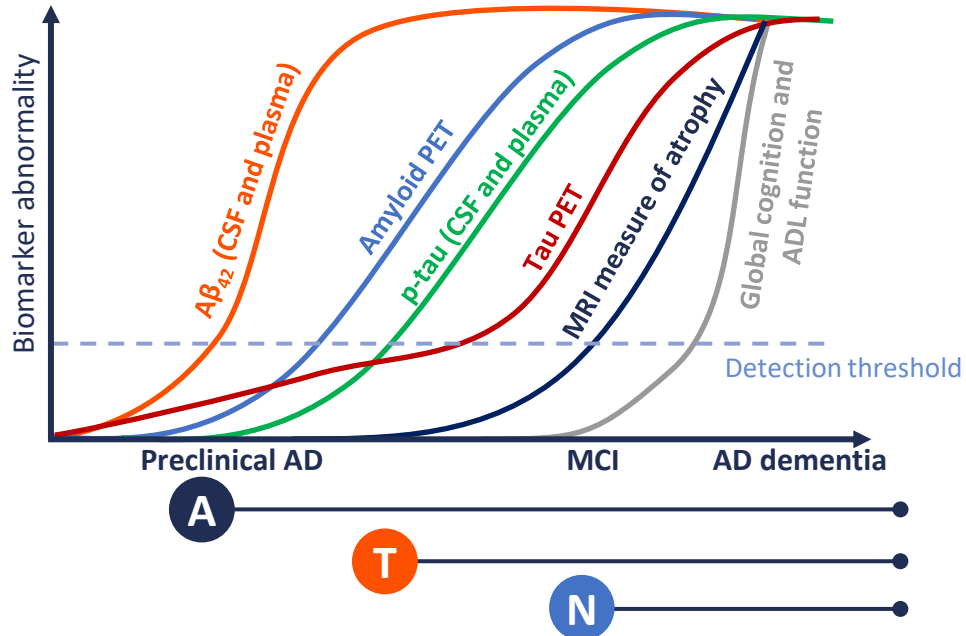 Biomarker abnormality
Aβ₄₂ (CSF and plasma)
Amyloid PET
p-tau (CSF and plasma)
Tau PET
MRI measure of atrophy
Global cognition and
ADL function
Detection threshold
Preclinical AD
MCI
AD dementia
A
T
N